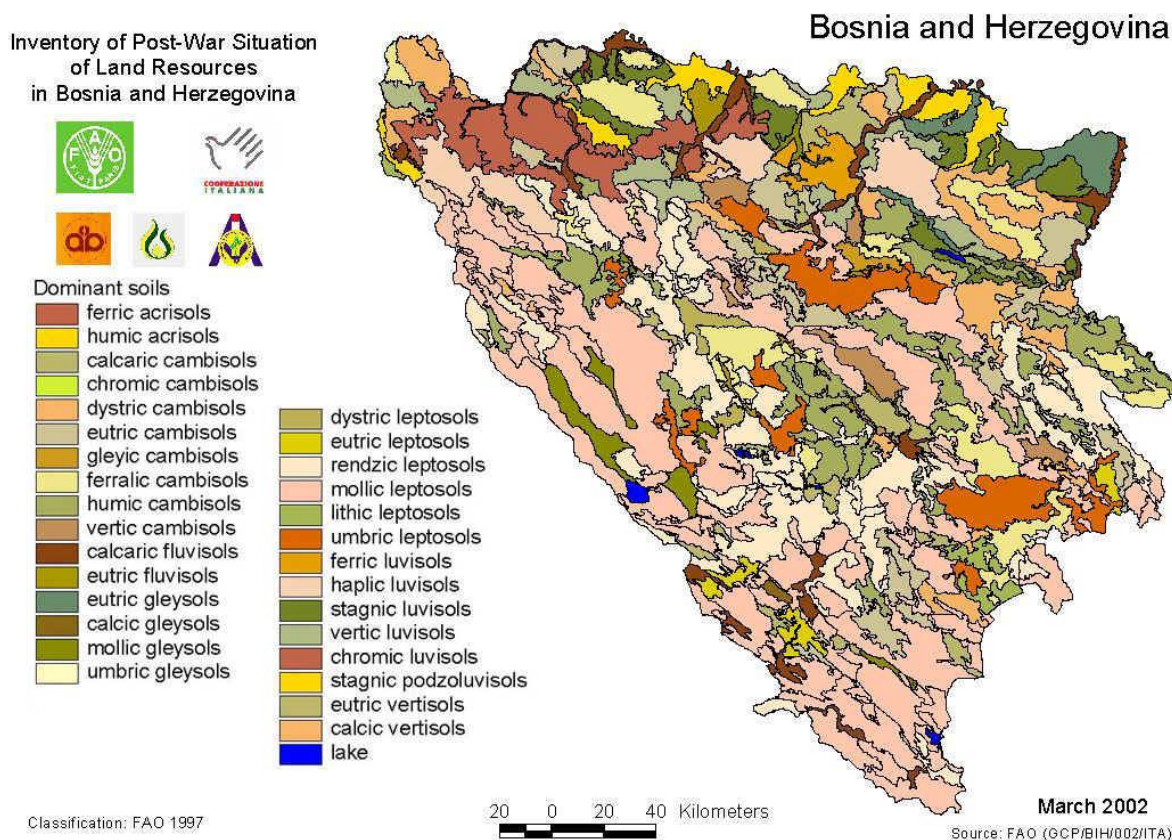 Bosnia and Herzegovina
Inventory of Post-War Situation
of Land Resources
in Bosnia and Herzegovina
F A O
FIAT PANIS
COOPERAZIONE
ITALIANA
Dominant soils
ferric acrisols
humic acrisols
calcaric cambisols
chromic cambisols
dystric cambisols
eutric cambisols
gleyic cambisols
ferralic cambisols
humic cambisols
vertic cambisols
calcaric fluvisols
eutric fluvisols
eutric gleysols
calcic gleysols
mollic gleysols
umbric gleysols
dystric leptosols
eutric leptosols
rendzic leptosols
mollic leptosols
lithic leptosols
umbric leptosols
ferric luvisols
haplic luvisols
stagnic luvisols
vertic luvisols
chromic luvisols
stagnic podzoluvisols
eutric vertisols
calcic vertisols
lake
Classification: FAO 1997
20 0 20 40 Kilometers
March 2002
Source: FAO (GCP/BIH/002/ITA)